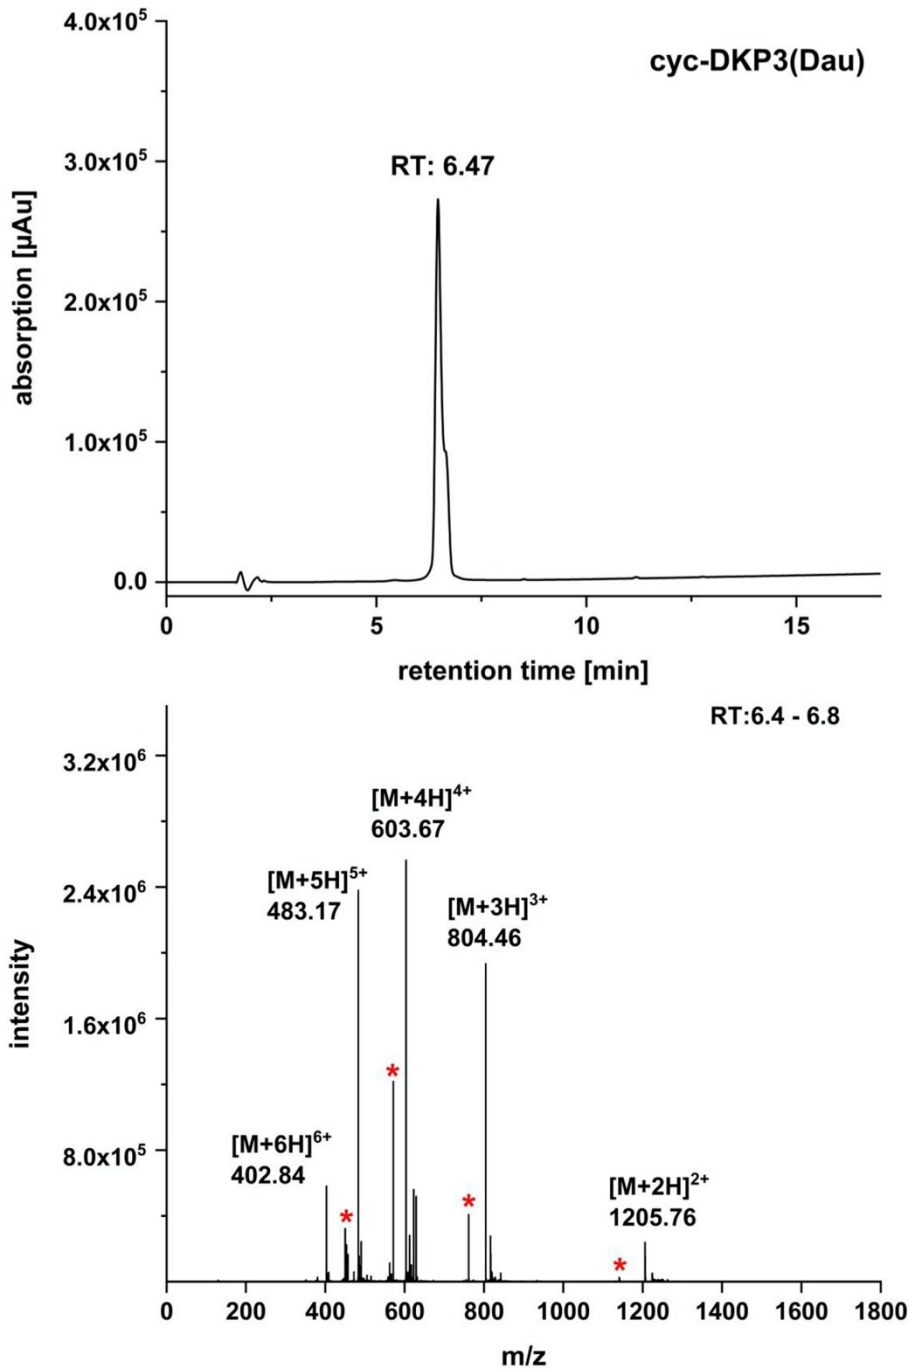 cyc-DKP3(Dau)
RT: 6.47
absorption [µAu]
4.0x10⁵
3.0x10⁵
2.0x10⁵
1.0x10⁵
0.0
0 5 10 15
retention time [min]
RT:6.4 - 6.8
intensity
3.2x10⁶
2.4x10⁶
1.6x10⁶
8.0x10⁵
[M+4H]⁴⁺
603.67
[M+5H]⁵⁺
483.17
[M+3H]³⁺
804.46
*
[M+6H]⁶⁺
402.84
*
*
[M+2H]²⁺
1205.76
*
0 200 400 600 800 1000 1200 1400 1600 1800
m/z